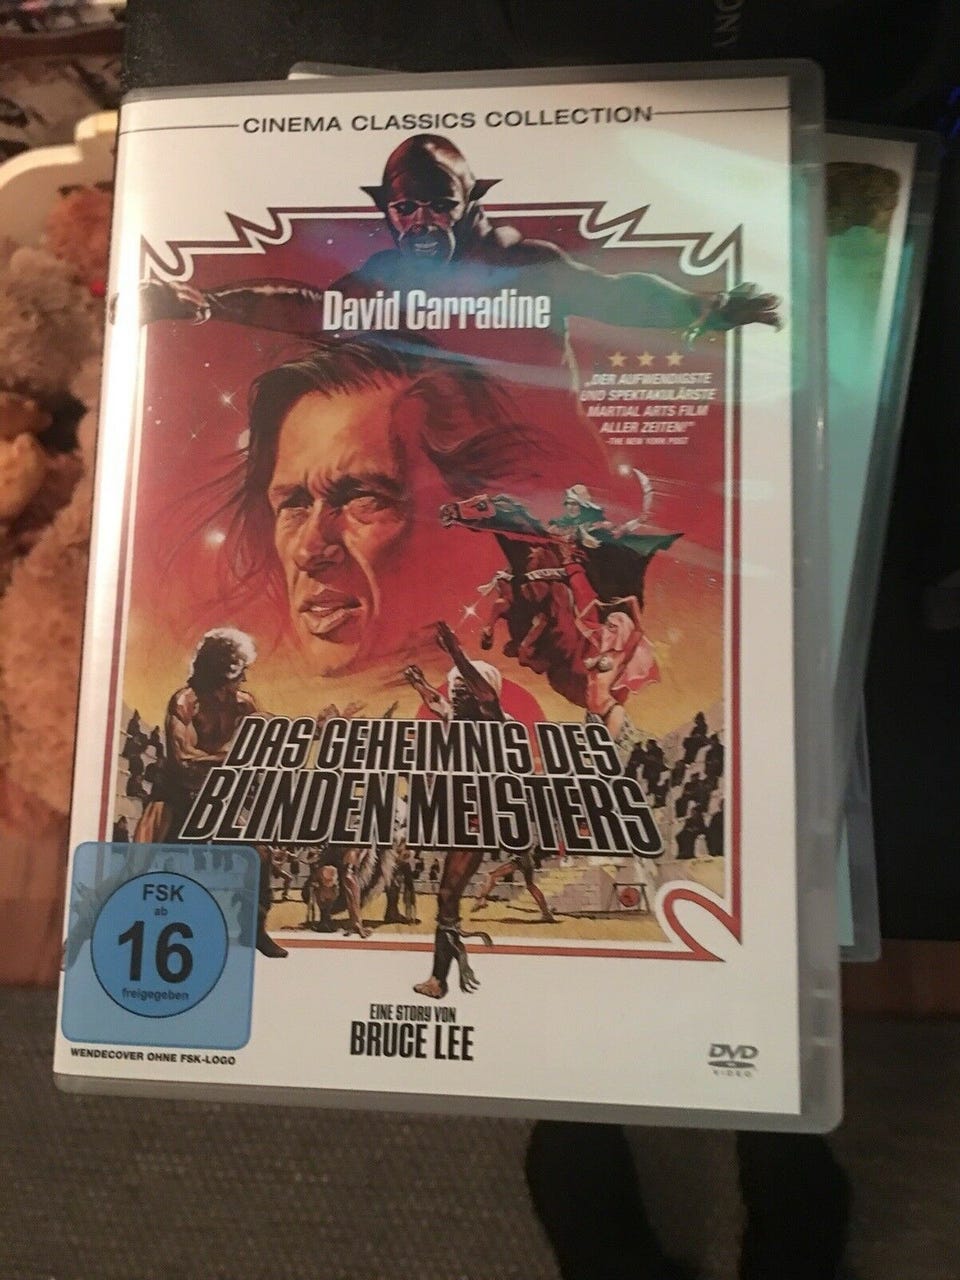 ONY
CINEMA CLASSICS COLLECTION
David Carradine
„DER AUFWENDIGSTE
UND SPEKTAKULÄRSTE
MARTIAL ARTS FILM
ALLER ZEITEN!"
-THE NEW YORK POST
DAS GEHEIMNIS DES
BLINDEN MEISTERS
FSK
ab
16
freigegeben
WENDECOVER OHNE FSK-LOGO
EINE STORY VON
BRUCE LEE
DVD
VIDEO